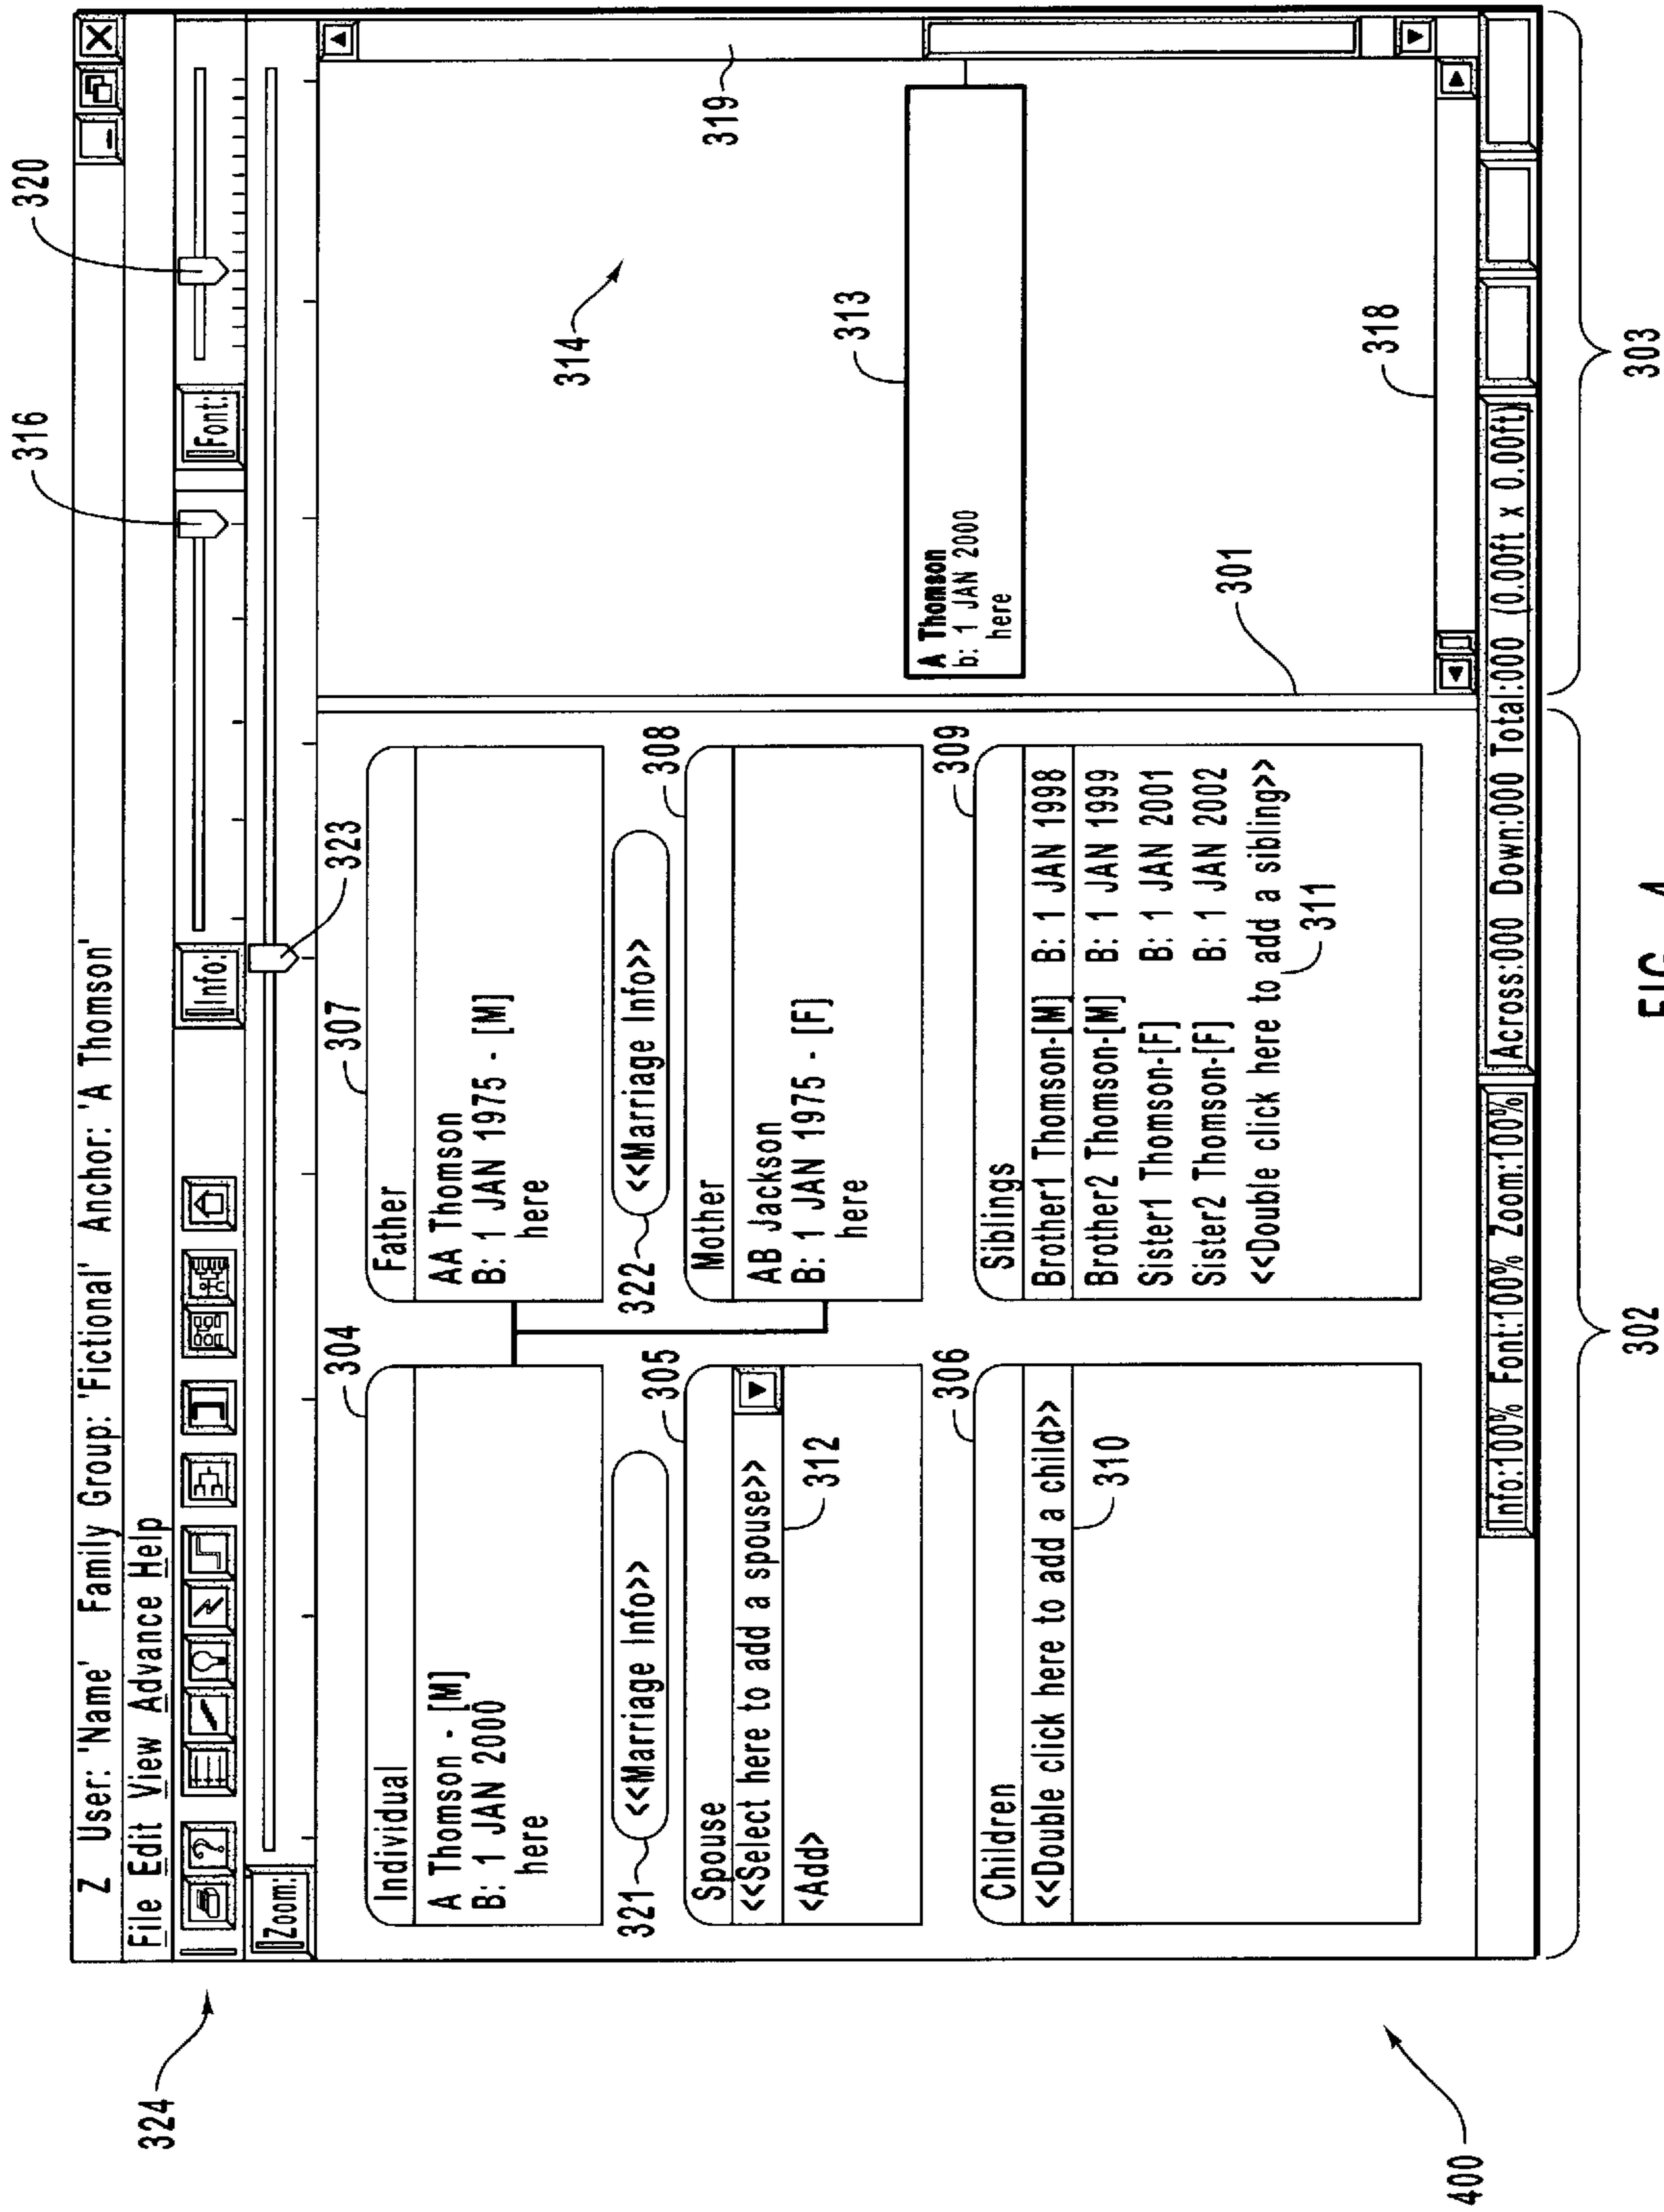 320
316
Z User: 'Name' Family Group: 'Fictional' Anchor: 'A Thomson'
File Edit View Advance Help
324
?
Info:
Font:
Zoom:
323
304
307
Individual
A Thomson - [M]
B: 1 JAN 2000
here
Father
AA Thomson
B: 1 JAN 1975 - [M]
here
314
319
321
<<Marriage Info>>
322
<<Marriage Info>>
305
308
Spouse
<<Select here to add a spouse>>
<Add>
312
Mother
AB Jackson
B: 1 JAN 1975 - [F]
here
313
A Thomson
b: 1 JAN 2000
here
306
309
Children
<<Double click here to add a child>>
310
Siblings
Brother1 Thomson-[M] B: 1 JAN 1998
Brother2 Thomson-[M] B: 1 JAN 1999
Sister1 Thomson-[F] B: 1 JAN 2001
Sister2 Thomson-[F] B: 1 JAN 2002
<<Double click here to add a sibling>>
311
301
318
Info:100% Font:100% Zoom:100%
Across:000 Down:000 Total:000 (0.00ft x 0.00ft)
400
302
303
FIG. 4